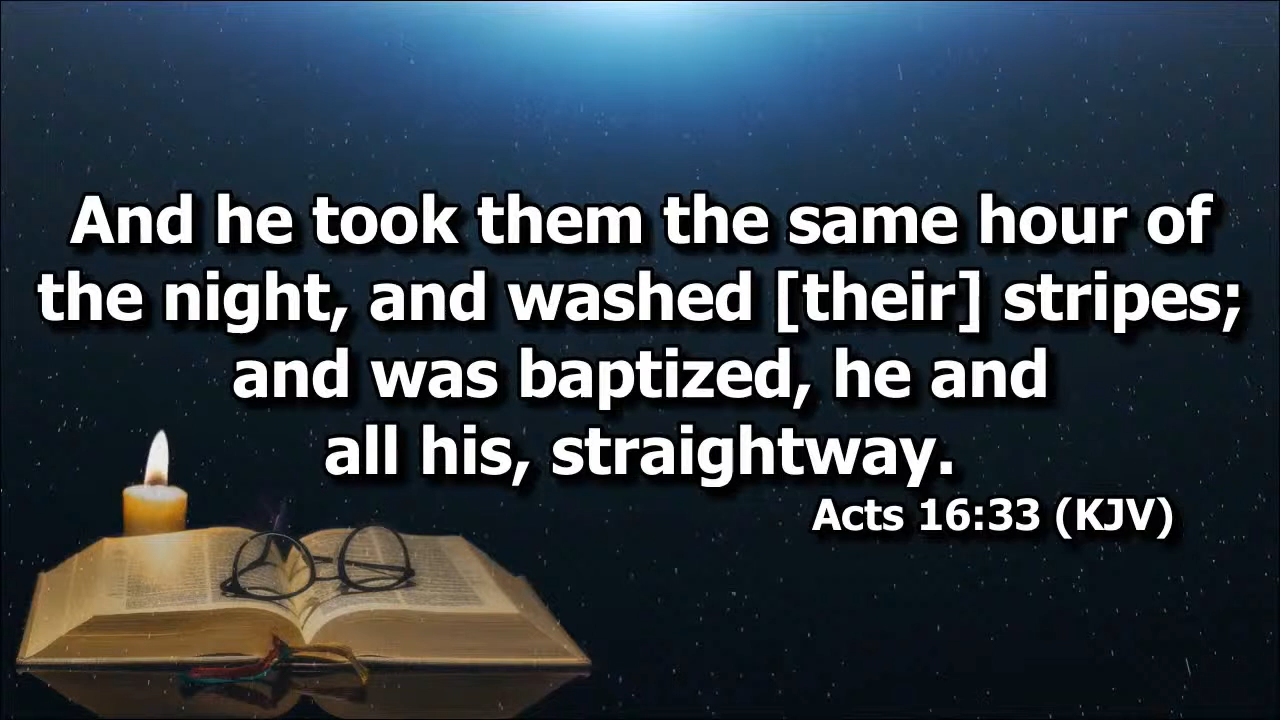 And he took them the same hour of
the night, and washed [their] stripes;
and was baptized, he and
all his, straightway.
Acts 16:33 (KJV)